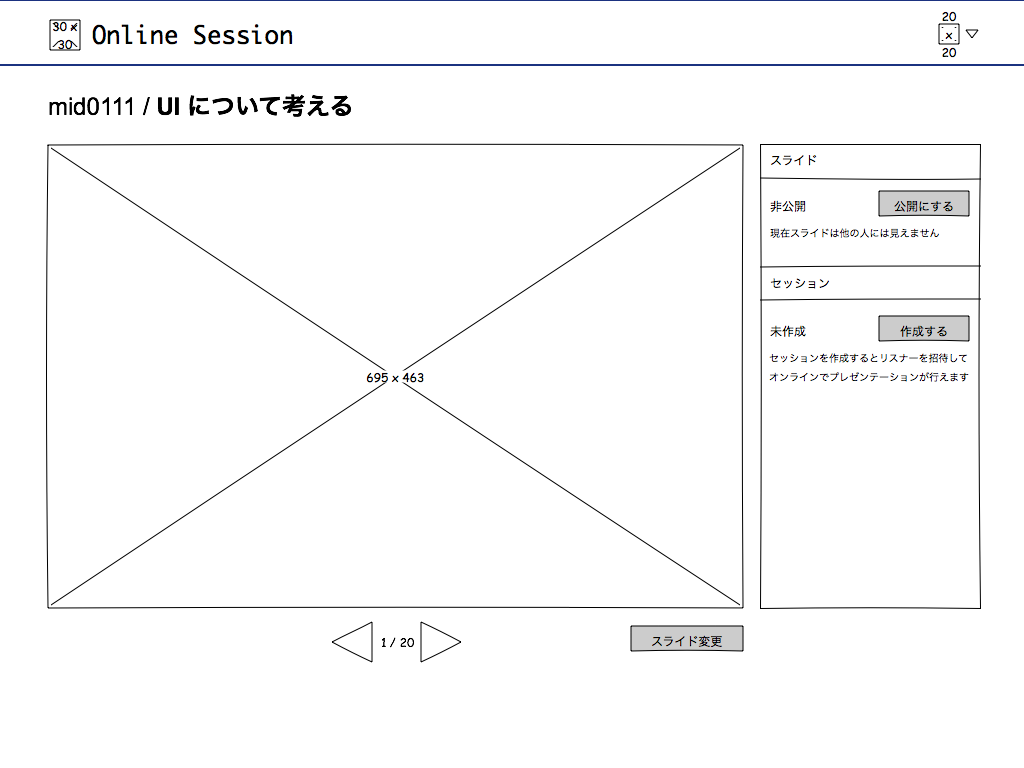 30 x
30
Online Session
20
x
20
mid0111 / UI について考える
695 x 463
スライド
非公開
公開にする
現在スライドは他の人には見えません
セッション
未作成
作成する
セッションを作成するとリスナーを招待して
オンラインでプレゼンテーションが行えます
1 / 20
スライド変更